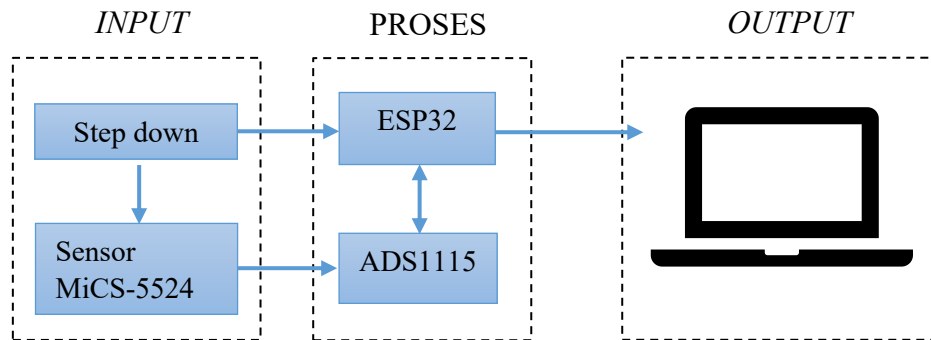 INPUT
PROSES
OUTPUT
Step down
ESP32
Sensor
MiCS-5524
ADS1115